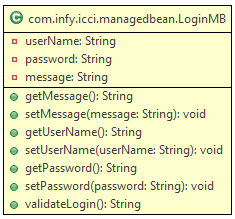 C com.infy.icci.managedbean.LoginMB
userName: String
password: String
message: String
getMessage(): String
setMessage(message: String): void
getUserName(): String
setUserName(userName: String): void
getPassword(): String
setPassword(password: String): void
validateLogin(): String